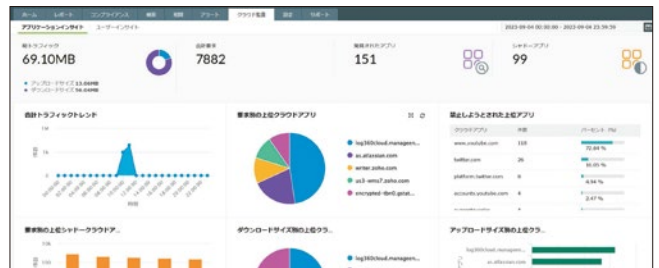 ホーム レポート コンプライアンス 検索 相関 アラート クラウド監視 設定 サポート
アプリケーションインサイト ユーザーインサイト 2023-09-04 00:00:00 - 2023-09-04 23:59:59
総トラフィック
69.10MB
アップロードサイズ 13.06MB
ダウンロードサイズ 56.04MB
合計要求
7882
151
シャドーアプリ
99
合計トラフィックトレンド
時間
要求別の上位クラウドアプリ
log360cloud.manageen...
as.atlassian.com
writer.zoho.com
us3-wms7.zoho.com
encrypted-tbn0.gstat...
禁止しようとされた上位アプリ
クラウドアプリ 件数 パーセント (%)
www.youtube.com 118 72.84 %
twitter.com 26 16.05 %
platform.twitter.com 8 4.94 %
accounts.youtube.com 4 2.47 %
要求別の上位シャドークラウドア...
ダウンロードサイズ別の上位クラ...
log360cloud.manageen...
アップロードサイズ別の上位クラ...
log360cloud.manageen...
as.atlassian.com